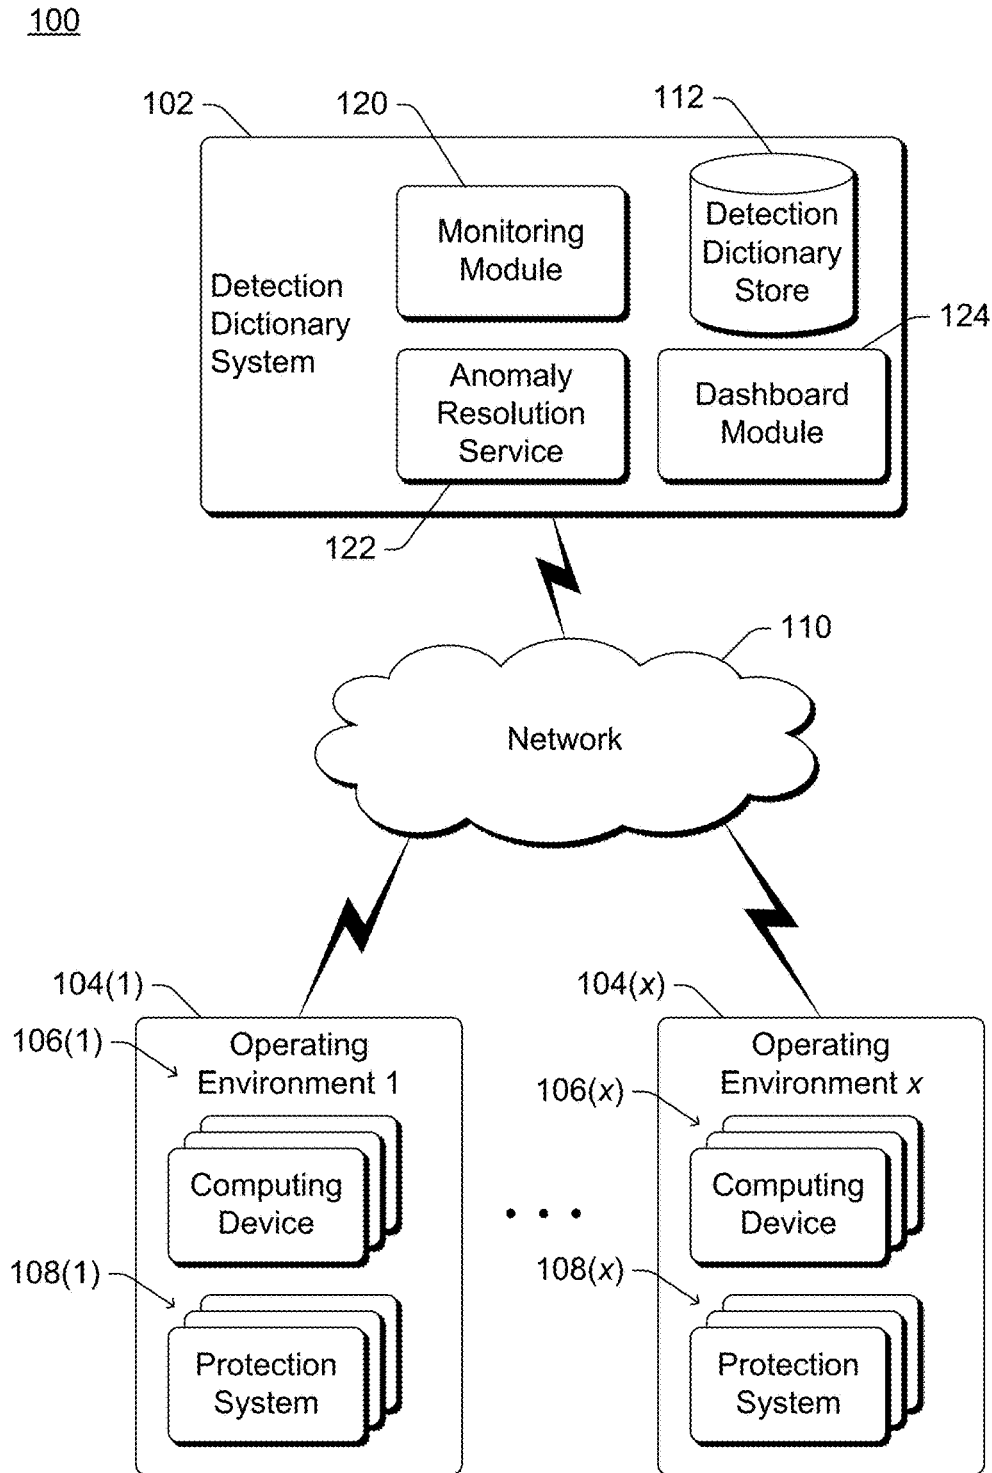 100
102
120
112
Detection
Dictionary
System
Monitoring
Module
Detection
Dictionary
Store
124
Anomaly
Resolution
Service
Dashboard
Module
122
110
Network
104(1)
104(x)
106(1)
Operating
Environment 1
Operating
Environment x
106(x)
Computing
Device
Computing
Device
108(1)
108(x)
Protection
System
Protection
System